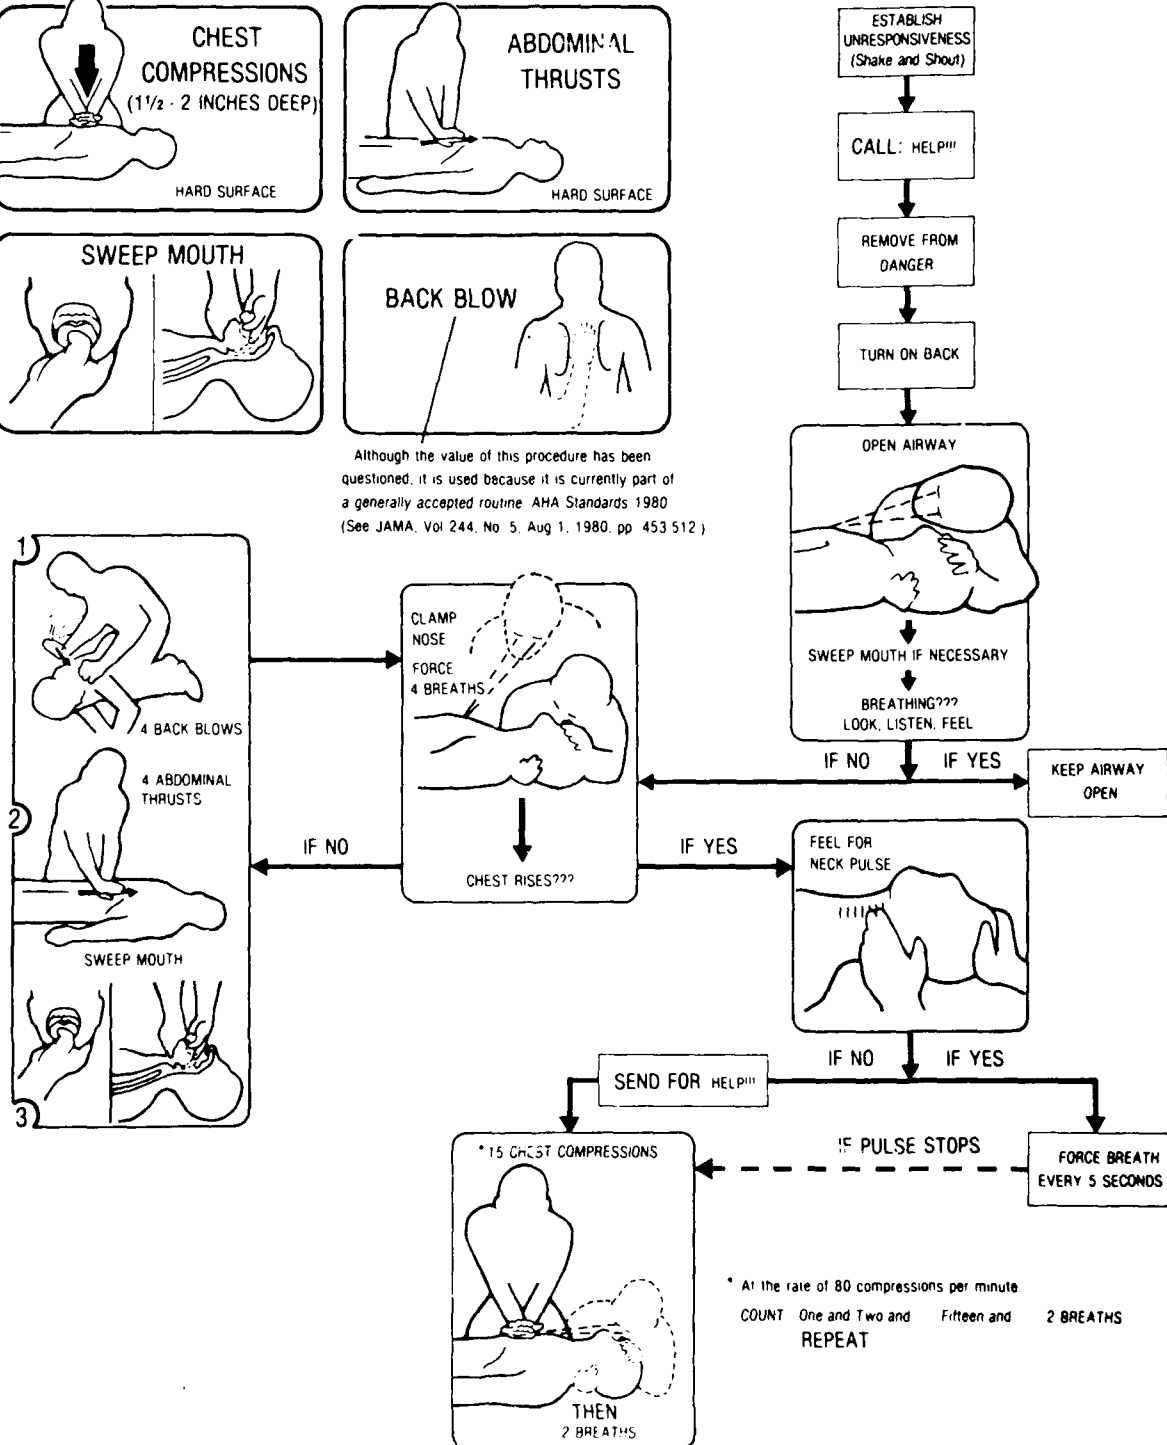 CHEST
COMPRESSIONS
(1 1/2 - 2 INCHES DEEP)
HARD SURFACE
ABDOMINAL
THRUSTS
HARD SURFACE
SWEEP MOUTH
BACK BLOW
Although the value of this procedure has been
questioned, it is used because it is currently part of
a generally accepted routine AHA Standards 1980
(See JAMA, Vol 244, No 5, Aug 1, 1980, pp 453 512)
ESTABLISH
UNRESPONSIVENESS
(Shake and Shout)
CALL: HELP!!!
REMOVE FROM
DANGER
TURN ON BACK
OPEN AIRWAY
SWEEP MOUTH IF NECESSARY
BREATHING???
LOOK, LISTEN, FEEL
IF NO
IF YES
KEEP AIRWAY
OPEN
CLAMP
NOSE
FORCE
4 BREATHS
CHEST RISES???
IF NO
IF YES
1
4 BACK BLOWS
4 ABDOMINAL
THRUSTS
2
SWEEP MOUTH
3
FEEL FOR
NECK PULSE
IF NO
IF YES
SEND FOR HELP!!!
IF PULSE STOPS
FORCE BREATH
EVERY 5 SECONDS
*15 CHEST COMPRESSIONS
THEN
2 BREATHS
* At the rate of 80 compressions per minute
COUNT One and Two and Fifteen and 2 BREATHS
REPEAT